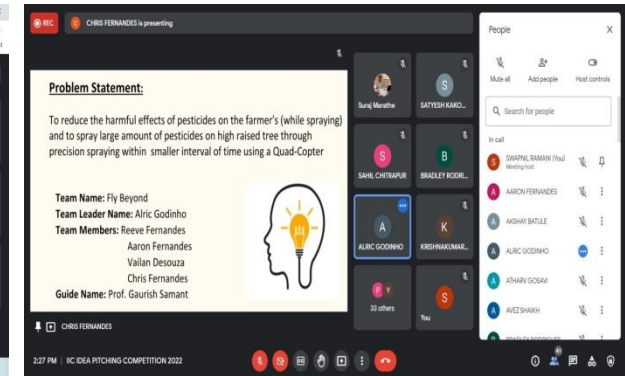 REC
C
CHRIS FERNANDES is presenting
Problem Statement:
To reduce the harmful effects of pesticides on the farmer's (while spraying)
and to spray large amount of pesticides on high raised tree through
precision spraying within smaller interval of time using a Quad-Copter
Team Name: Fly Beyond
Team Leader Name: Alric Godinho
Team Members: Reeve Fernandes
Aaron Fernandes
Vailan Desouza
Chris Fernandes
Guide Name: Prof. Gaurish Samant
CHRIS FERNANDES
Suraj Marathe
S
SATYESH KAKO...
S
SAHIL CHITRAPUR
B
BRADLEY RODRI...
A
ALRIC GODINHO
K
KRISHNAKUMAR...
P Y
33 others
S
You
People
Mute all
Add people
Host controls
Search for people
In call
S
SWAPNIL RAMANI (You)
Meeting host
A
AARON FERNANDES
A
AKSHAY BATULE
A
ALRIC GODINHO
A
ATHARV GOSAVI
A
AVEZ SHAIKH
BRADLEY RODRIGUES
2:27 PM | IIC IDEA PITCHING COMPETITION 2022
41